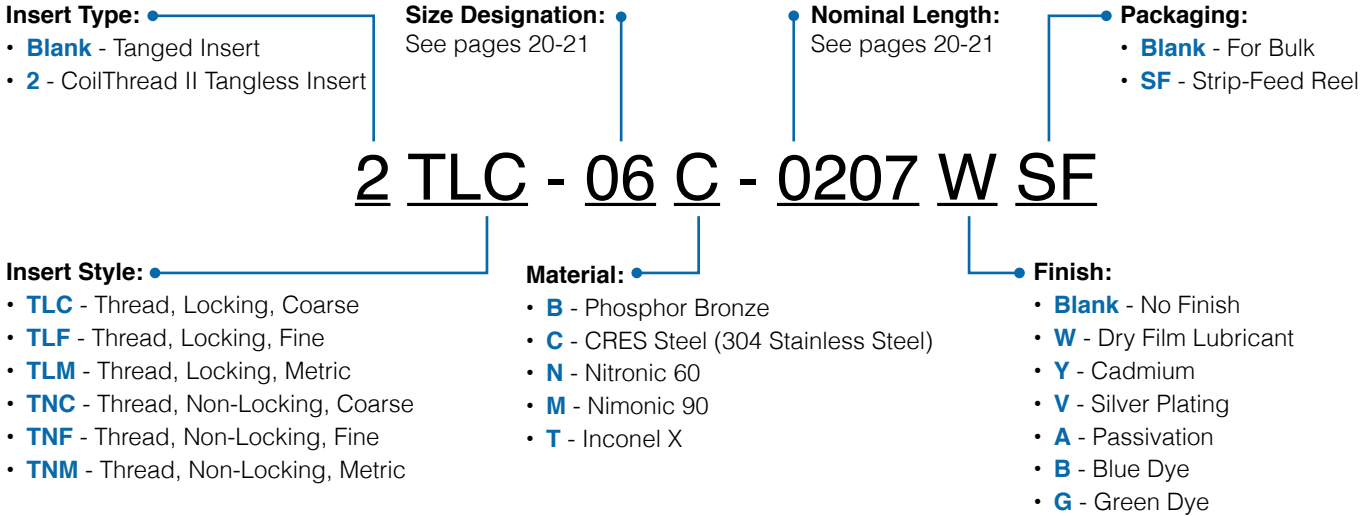 Insert Type:
• Blank - Tanged Insert
• 2 - CoilThread II Tangless Insert
Size Designation:
See pages 20-21
Nominal Length:
See pages 20-21
Packaging:
• Blank - For Bulk
• SF - Strip-Feed Reel
2 TLC - 06 C - 0207 W SF
Insert Style:
• TLC - Thread, Locking, Coarse
• TLF - Thread, Locking, Fine
• TLM - Thread, Locking, Metric
• TNC - Thread, Non-Locking, Coarse
• TNF - Thread, Non-Locking, Fine
• TNM - Thread, Non-Locking, Metric
Material:
• B - Phosphor Bronze
• C - CRES Steel (304 Stainless Steel)
• N - Nitronic 60
• M - Nimonic 90
• T - Inconel X
Finish:
• Blank - No Finish
• W - Dry Film Lubricant
• Y - Cadmium
• V - Silver Plating
• A - Passivation
• B - Blue Dye
• G - Green Dye